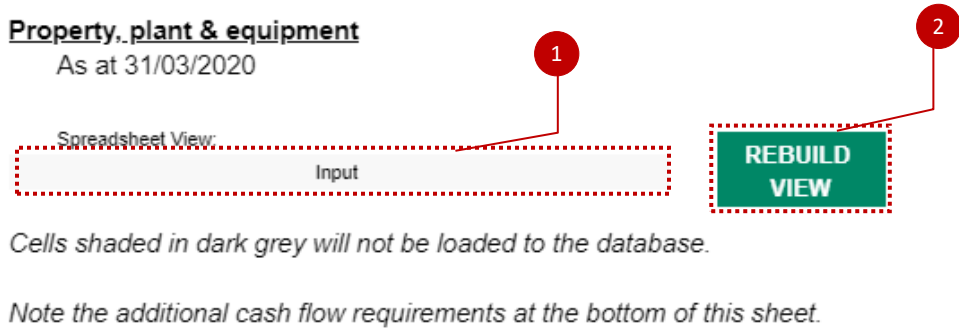 Property, plant & equipment
2
As at 31/03/2020
1
Spreadsheet View:
Input
REBUILD
VIEW
Cells shaded in dark grey will not be loaded to the database.
Note the additional cash flow requirements at the bottom of this sheet.